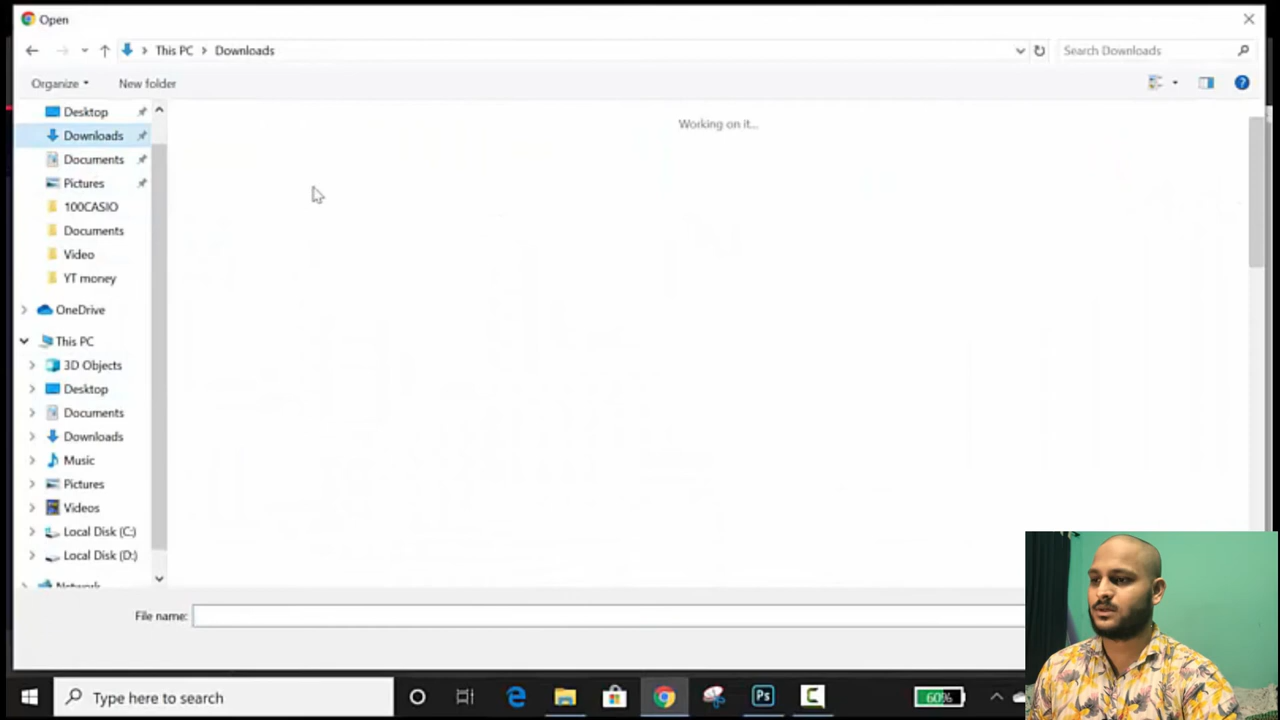 Open
This PC
Downloads
Search Downloads
Organize
New folder
Working on it...
Desktop
Downloads
Documents
Pictures
100CASIO
Documents
Video
YT money
OneDrive
This PC
3D Objects
Desktop
Documents
Downloads
Music
Pictures
Videos
Local Disk (C:)
Local Disk (D:)
Network
File name:
Type here to search
Ps
60%